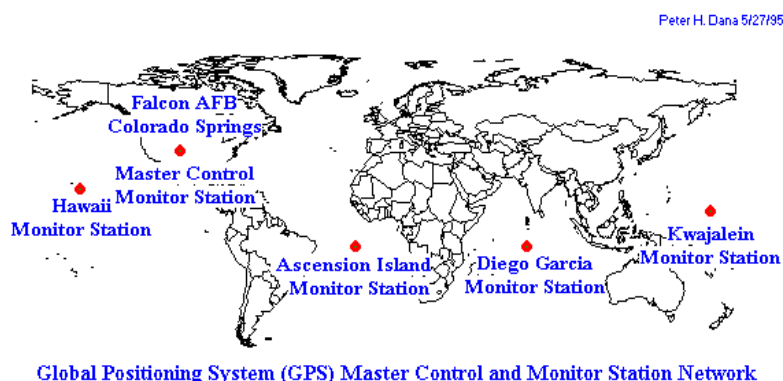 Peter H. Dana 5/27/95
Falcon AFB
Colorado Springs
Master Control
Monitor Station
Hawaii
Monitor Station
Ascension Island
Monitor Station
Diego Garcia
Monitor Station
Kwajalein
Monitor Station
Global Positioning System (GPS) Master Control and Monitor Station Network